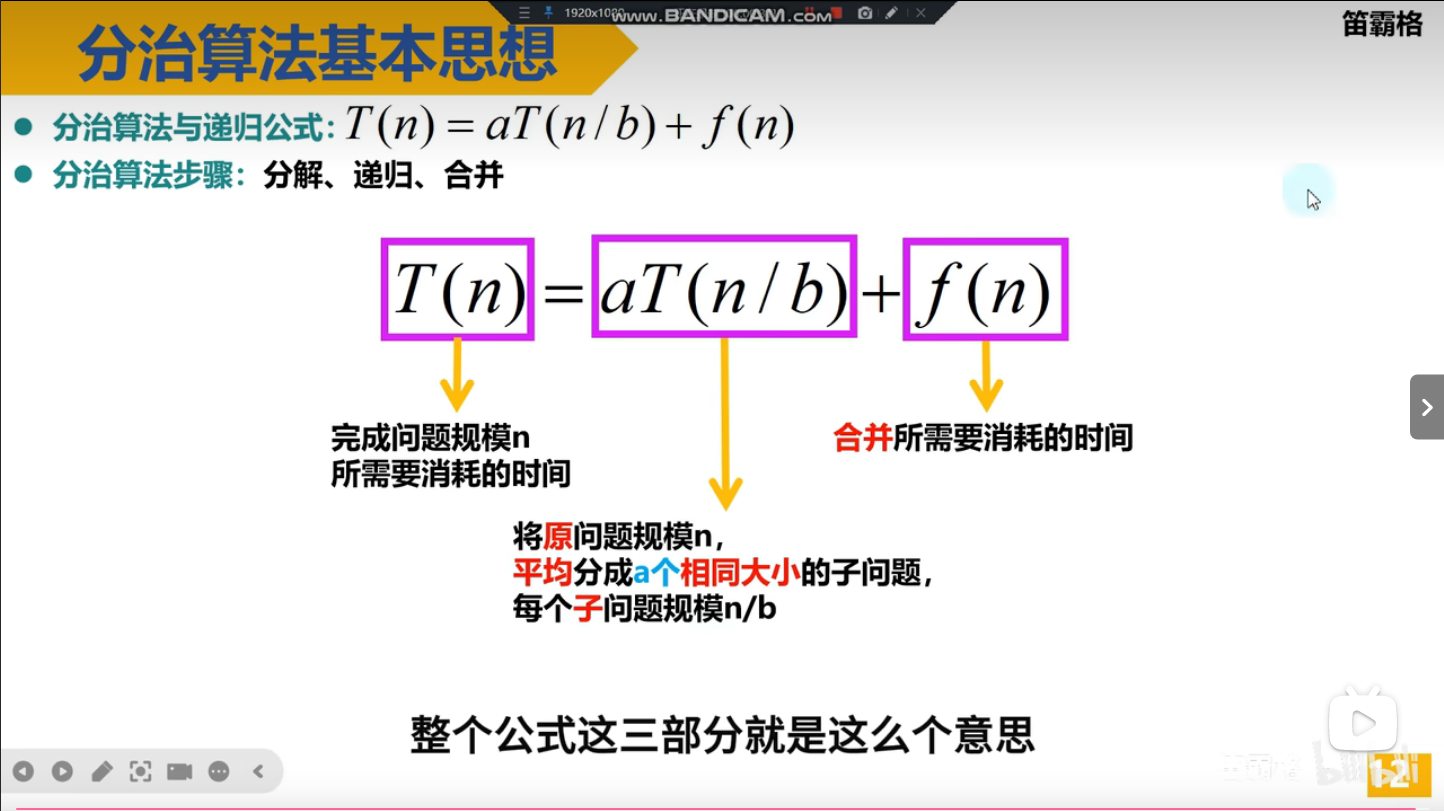 1920x1080
www.BANDICAM.com
笛霸格
分治算法基本思想
分治算法与递归公式：T(n) = aT(n/b) + f(n)
分治算法步骤：分解、递归、合并
T(n) = aT(n/b) + f(n)
完成问题规模n
所需要消耗的时间
合并所需要消耗的时间
将原问题规模n，
平均分成a个相同大小的子问题，
每个子问题规模n/b
整个公式这三部分就是这么个意思
笛霸格 bilibili
12